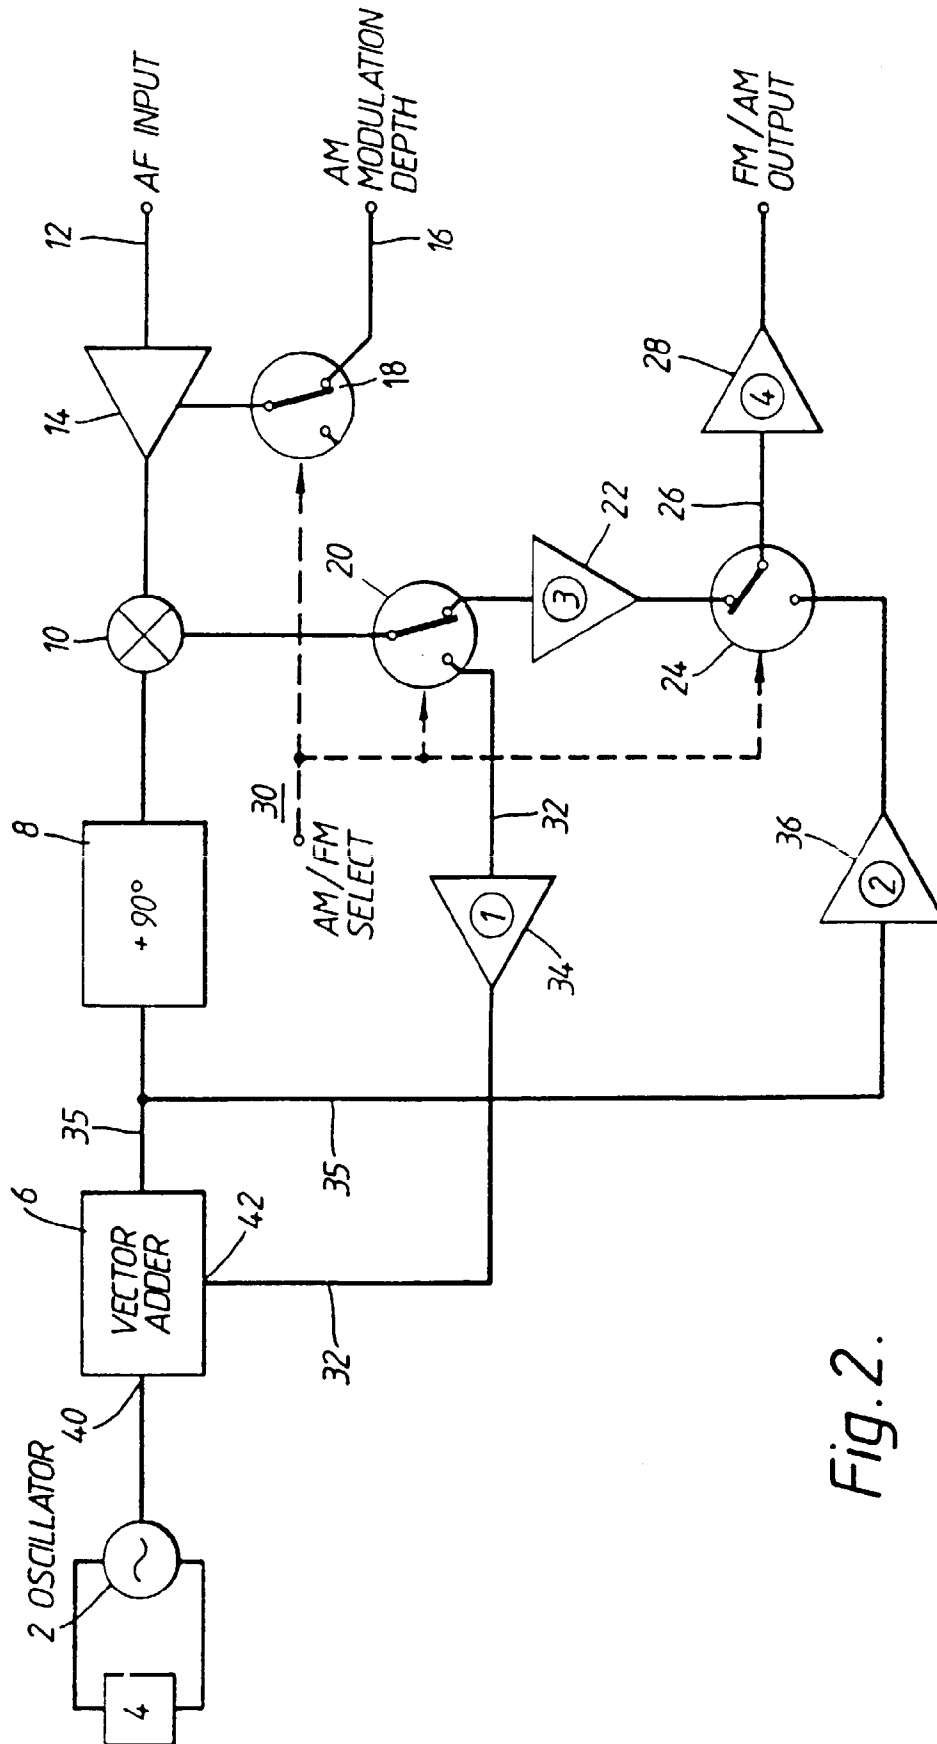 2 OSCILLATOR
4
40
6
VECTOR
ADDER
42
32
35
35
8
+90°
10
14
12
AF INPUT
AM
MODULATION
DEPTH
16
18
30
AM/FM
SELECT
20
32
1
34
3
22
24
26
28
4
FM/AM
OUTPUT
36
2
Fig. 2.